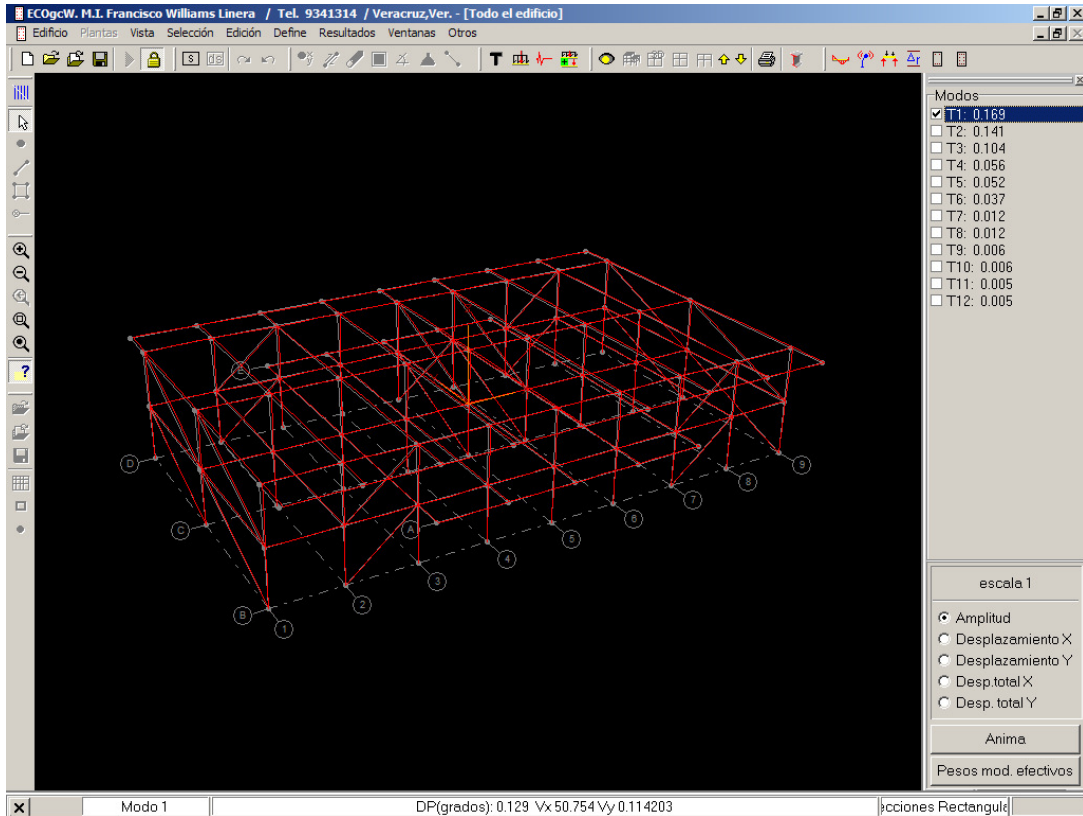 ECOgcW. M.I. Francisco Williams Linera / Tel. 9341314 / Veracruz,Ver. - [Todo el edificio]
Edificio Plantas Vista Selección Edición Define Resultados Ventanas Otros
Modos
T1: 0.169
T2: 0.141
T3: 0.104
T4: 0.056
T5: 0.052
T6: 0.037
T7: 0.012
T8: 0.012
T9: 0.006
T10: 0.006
T11: 0.005
T12: 0.005
E
D
9
8
7
C
A
6
5
4
3
B
2
1
escala 1
Amplitud
Desplazamiento X
Desplazamiento Y
Desp.total X
Desp. total Y
Anima
Pesos mod. efectivos
Modo 1
DP(grados): 0.129 Vx 50.754 Vy 0.114203
ecciones Rectangula